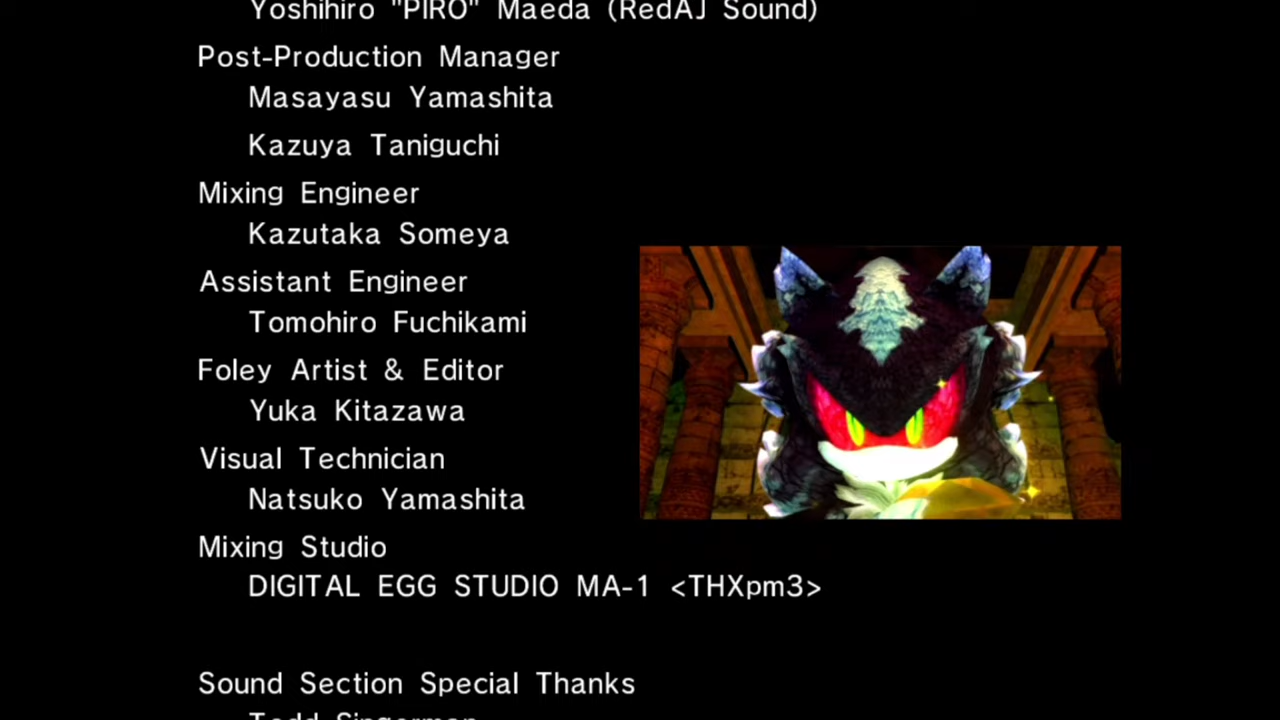 Yoshihiro "PIRO" Maeda (RedAJ Sound)
Post-Production Manager
Masayasu Yamashita
Kazuya Taniguchi
Mixing Engineer
Kazutaka Someya
Assistant Engineer
Tomohiro Fuchikami
Foley Artist & Editor
Yuka Kitazawa
Visual Technician
Natsuko Yamashita
Mixing Studio
DIGITAL EGG STUDIO MA-1 <THXpm3>
Sound Section Special Thanks
Todd Singerman